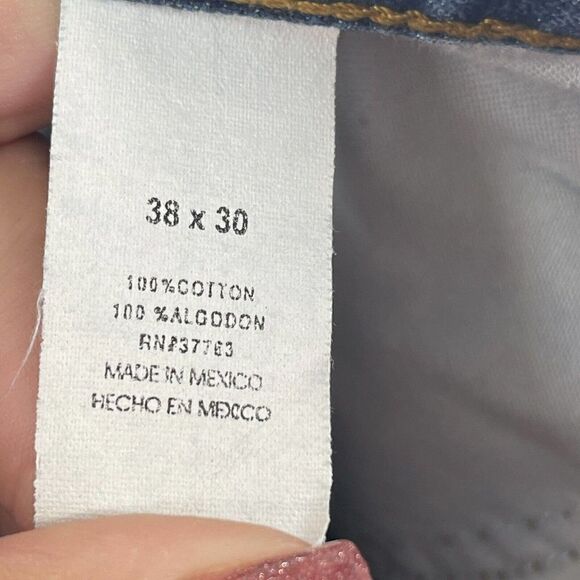 38 x 30
100%COTTON
100 %ALGODON
RN#37763
MADE IN MEXICO
HECHO EN MEXICO